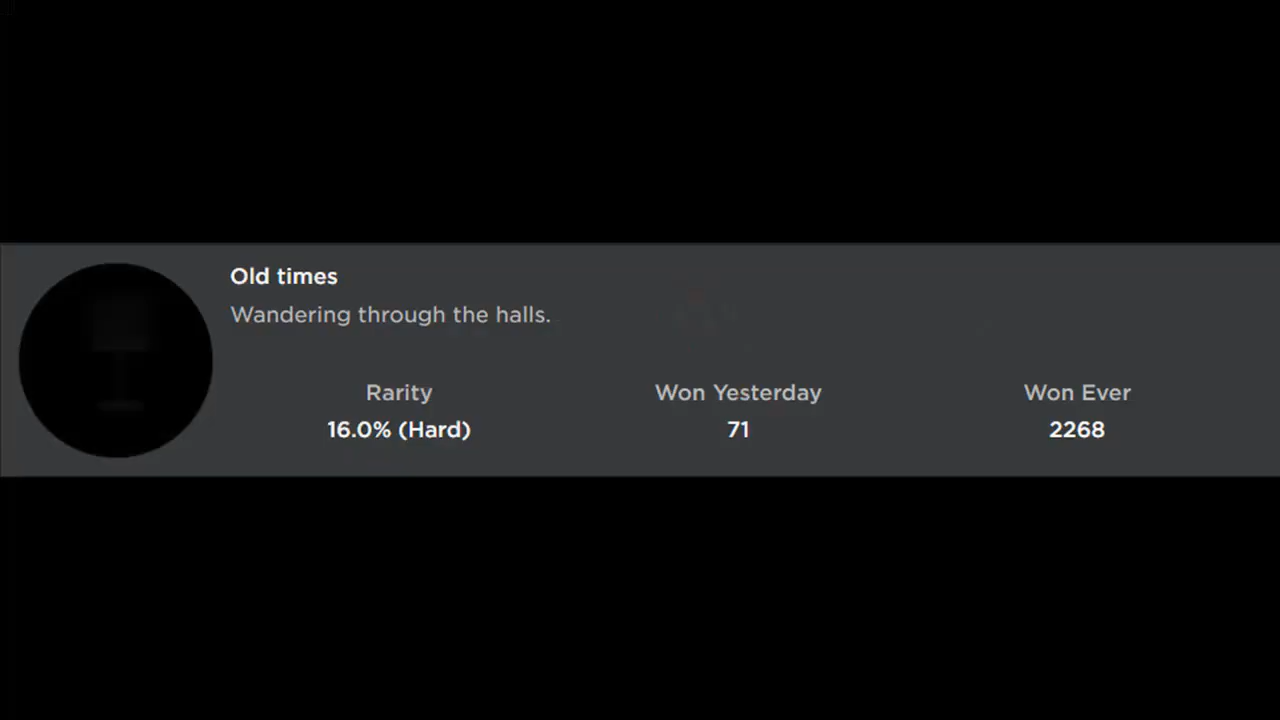 Old times
Wandering through the halls.
Rarity
Won Yesterday
Won Ever
16.0% (Hard)
71
2268